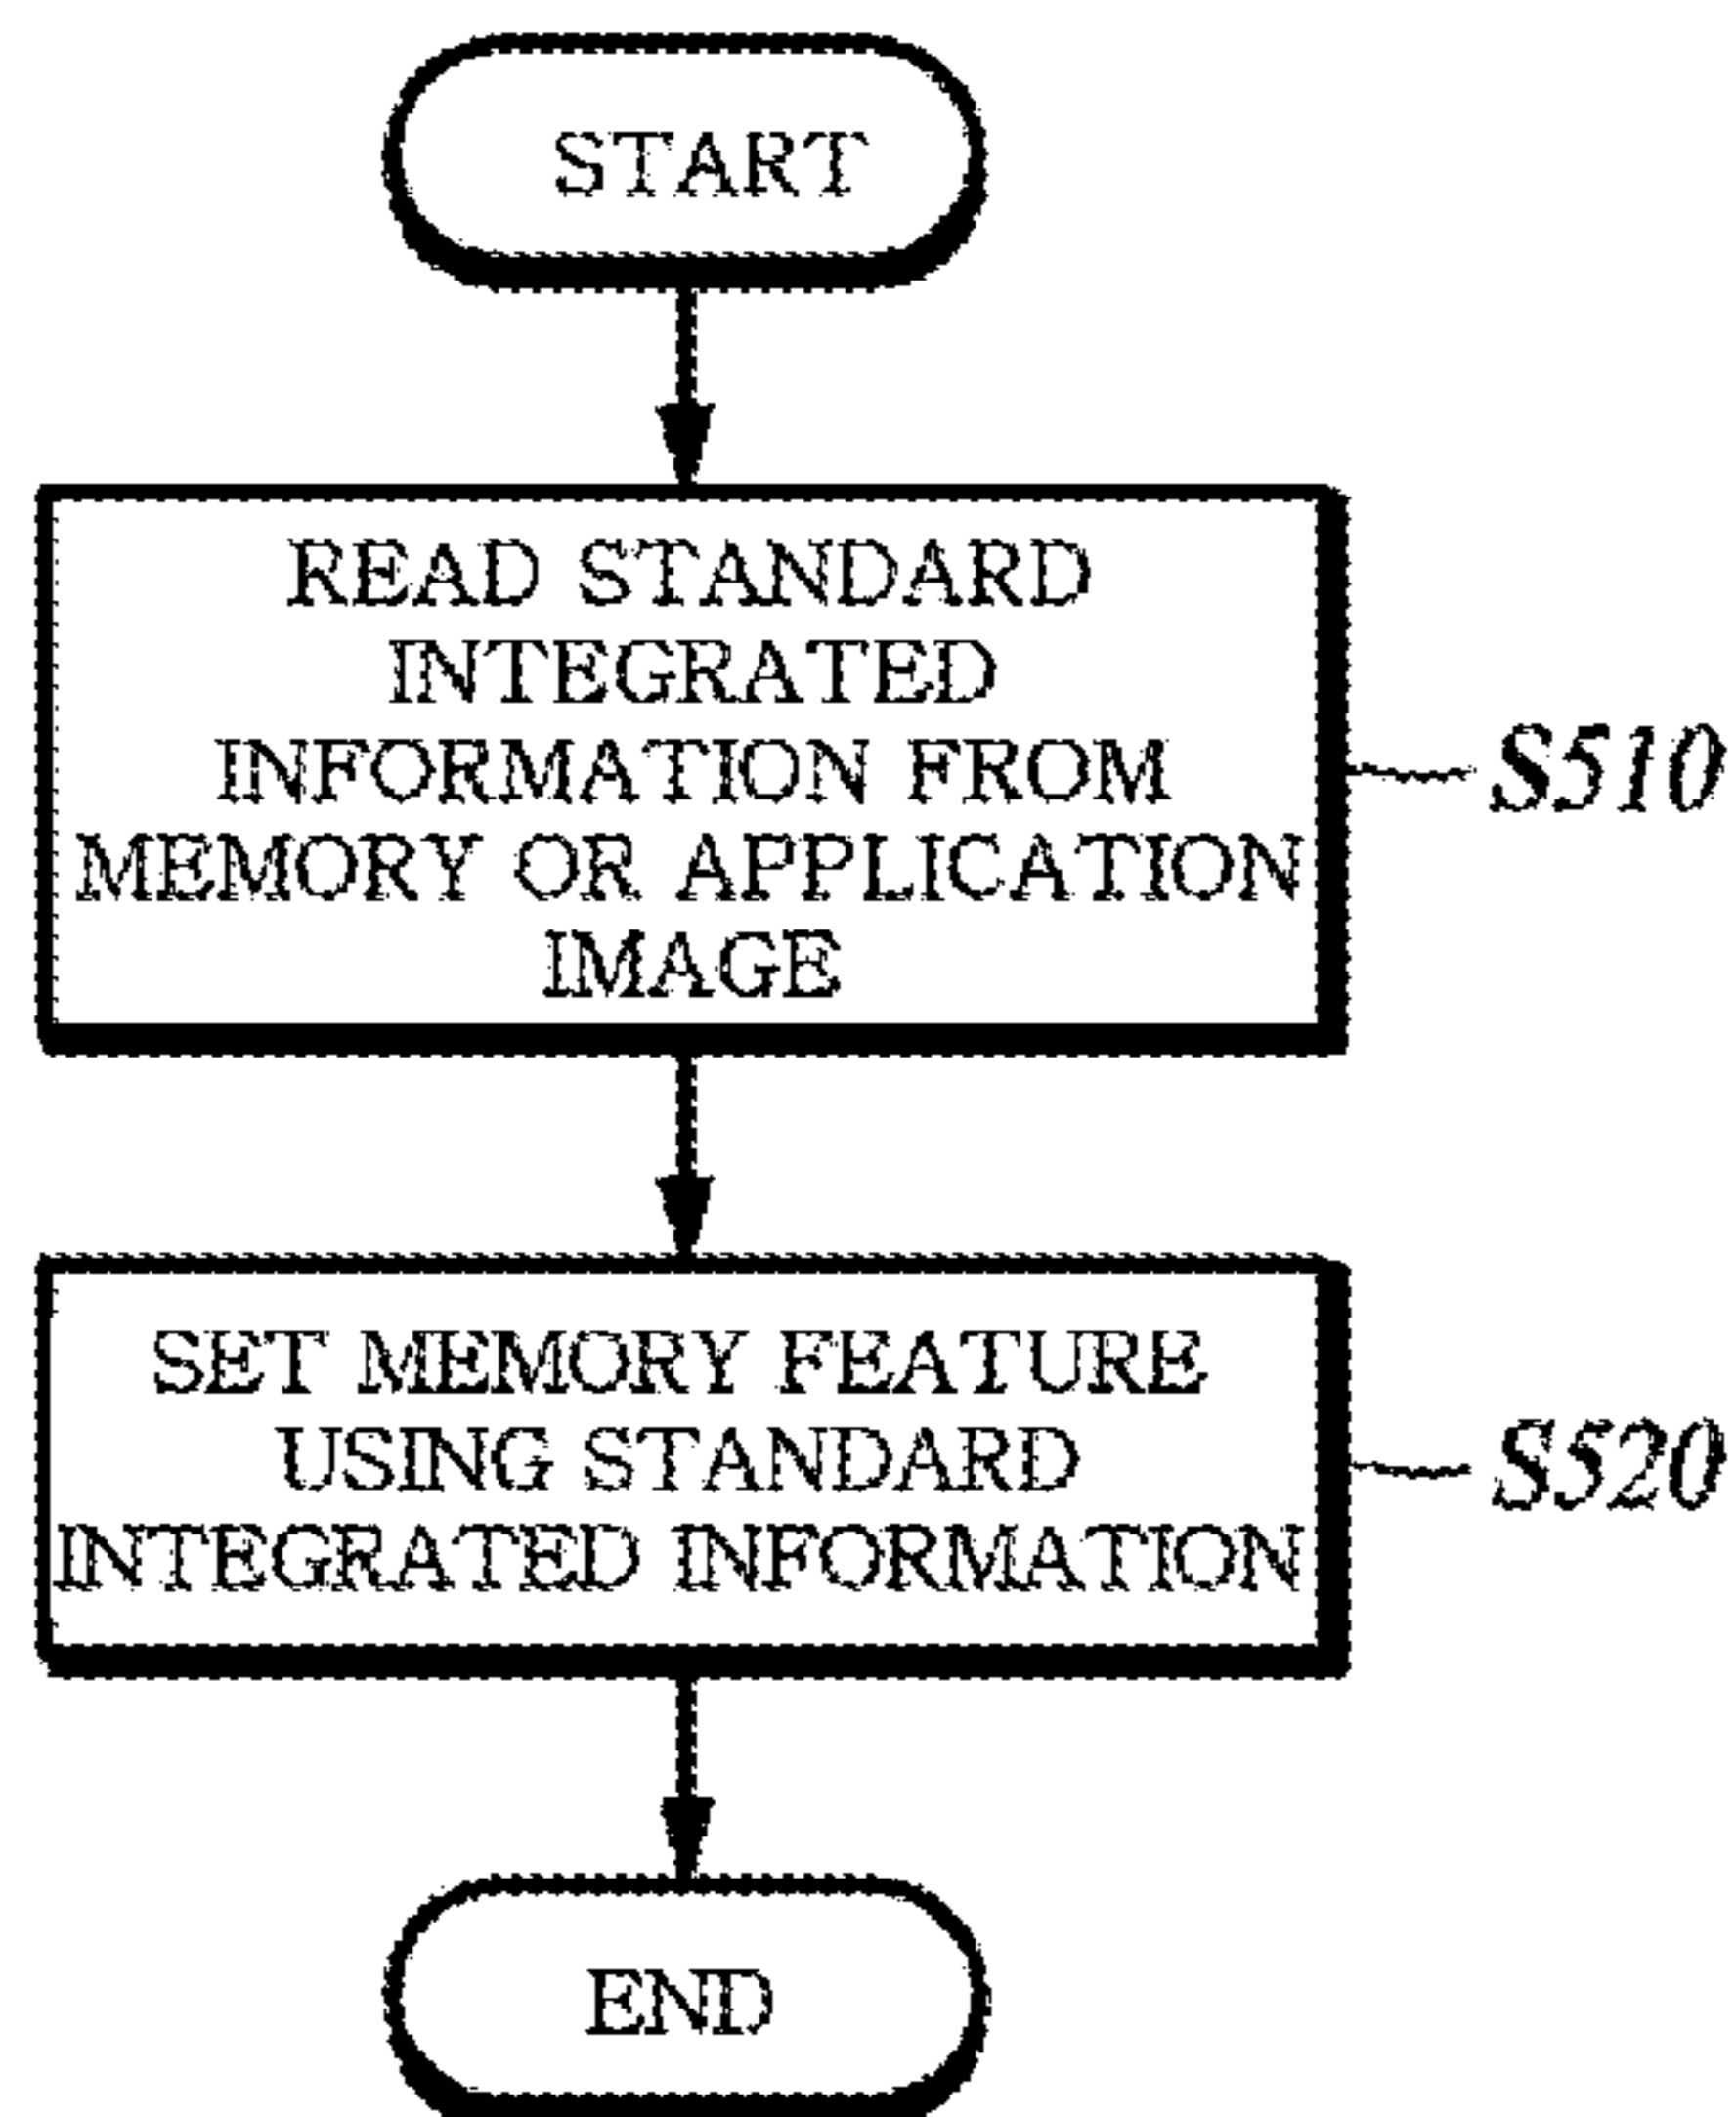 START
READ STANDARD
INTEGRATED
INFORMATION FROM
MEMORY OR APPLICATION
IMAGE
S510
SET MEMORY FEATURE
USING STANDARD
INTEGRATED INFORMATION
S520
END